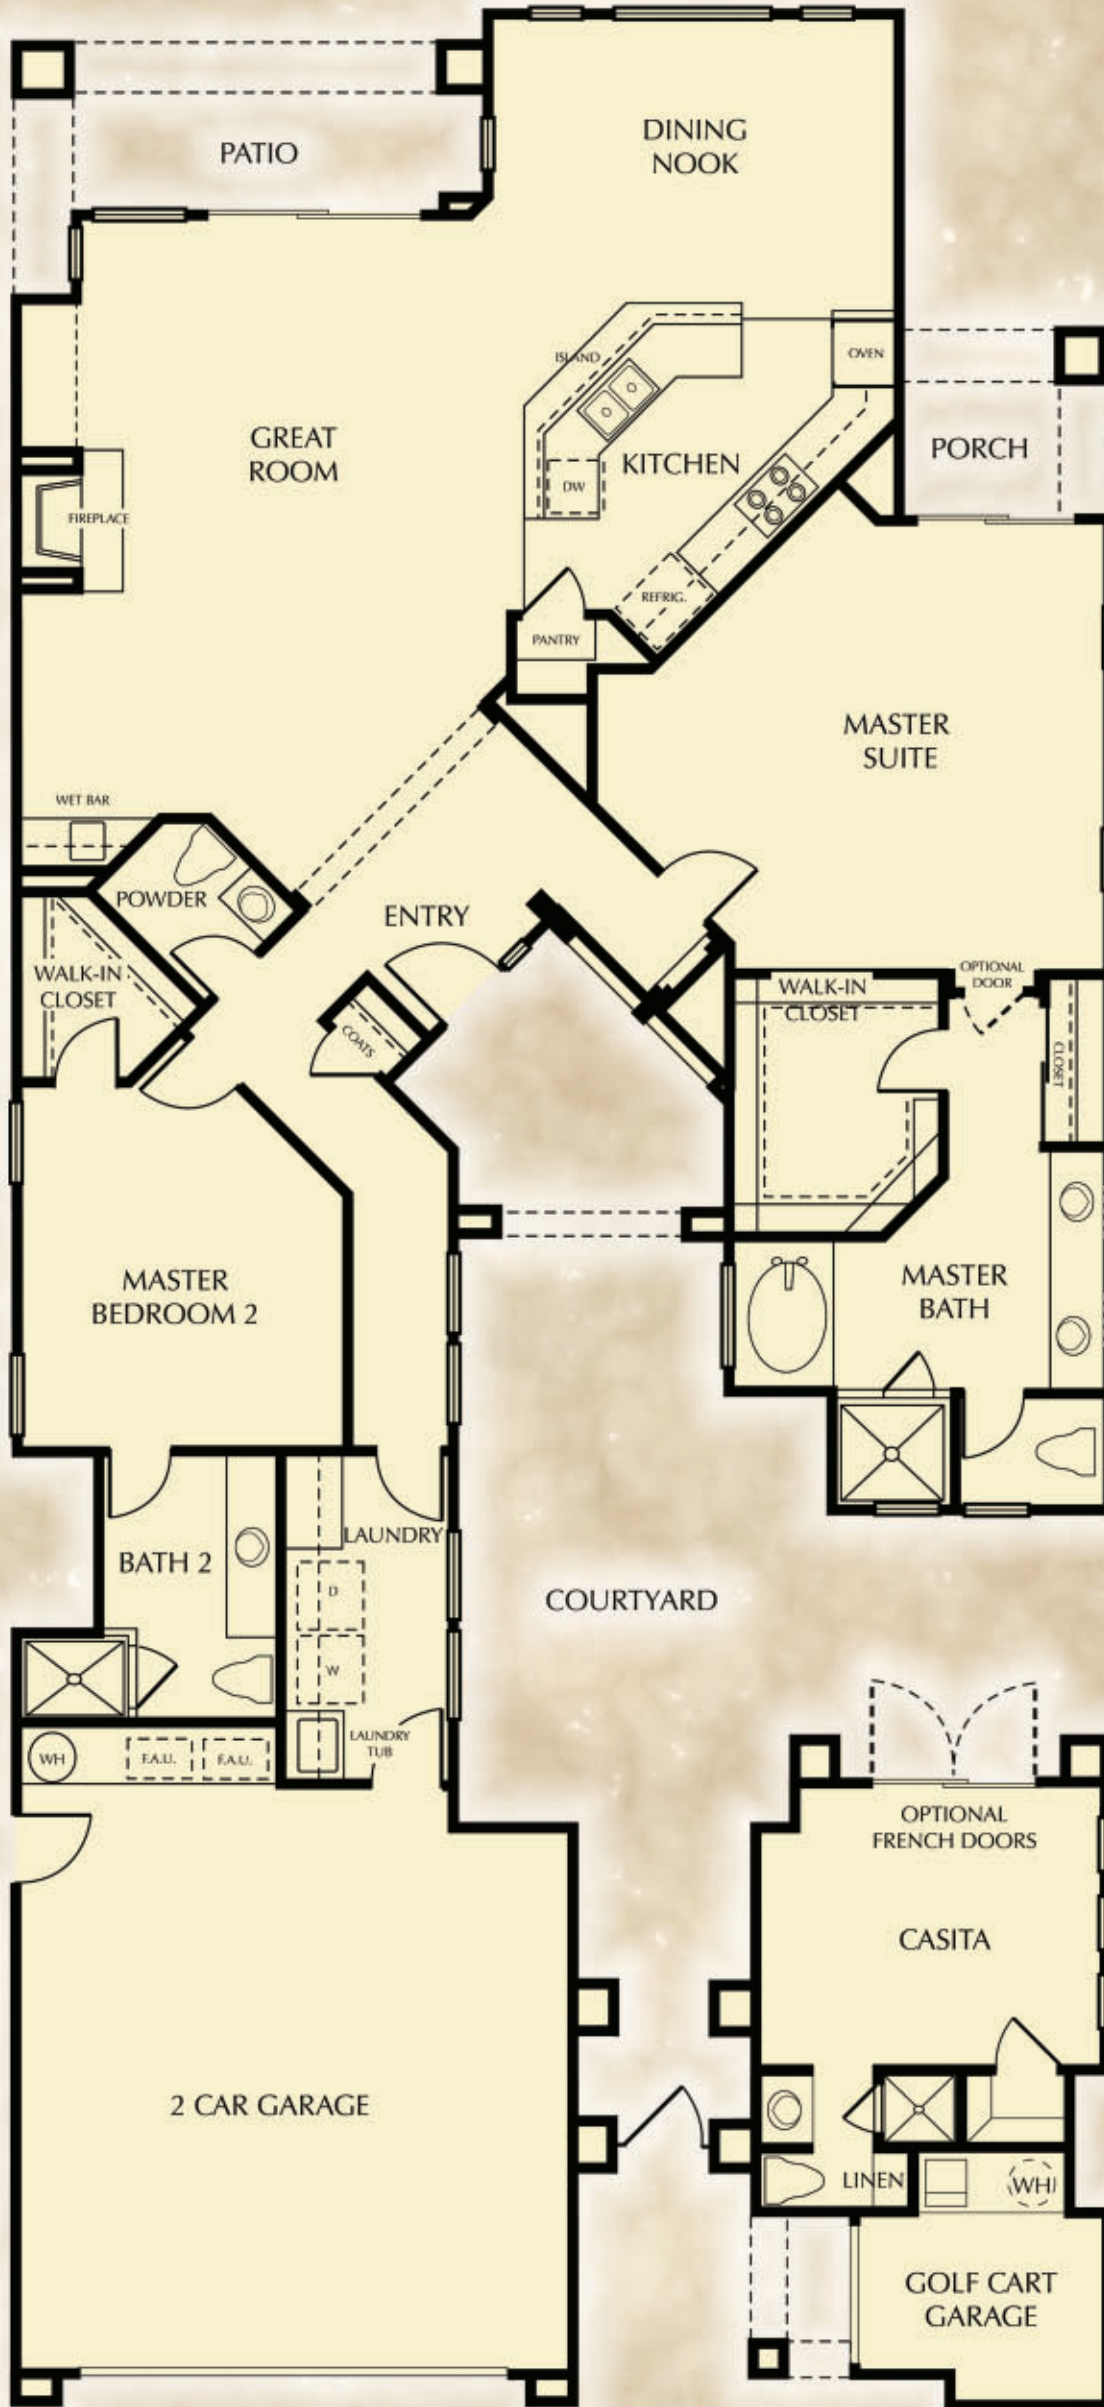 DINING
NOOK
PATIO
ISLAND
OVEN
GREAT
ROOM
KITCHEN
PORCH
DW
FIREPLACE
REFRIG.
PANTRY
MASTER
SUITE
WET BAR
POWDER
ENTRY
WALK-IN
CLOSET
OPTIONAL
DOOR
WALK-IN
CLOSET
COATS
CLOSET
MASTER
BEDROOM 2
MASTER
BATH
LAUNDRY
BATH 2
D
COURTYARD
W
LAUNDRY
TUB
WH
F.A.U.
F.A.U.
OPTIONAL
FRENCH DOORS
CASITA
2 CAR GARAGE
LINEN
WH
GOLF CART
GARAGE